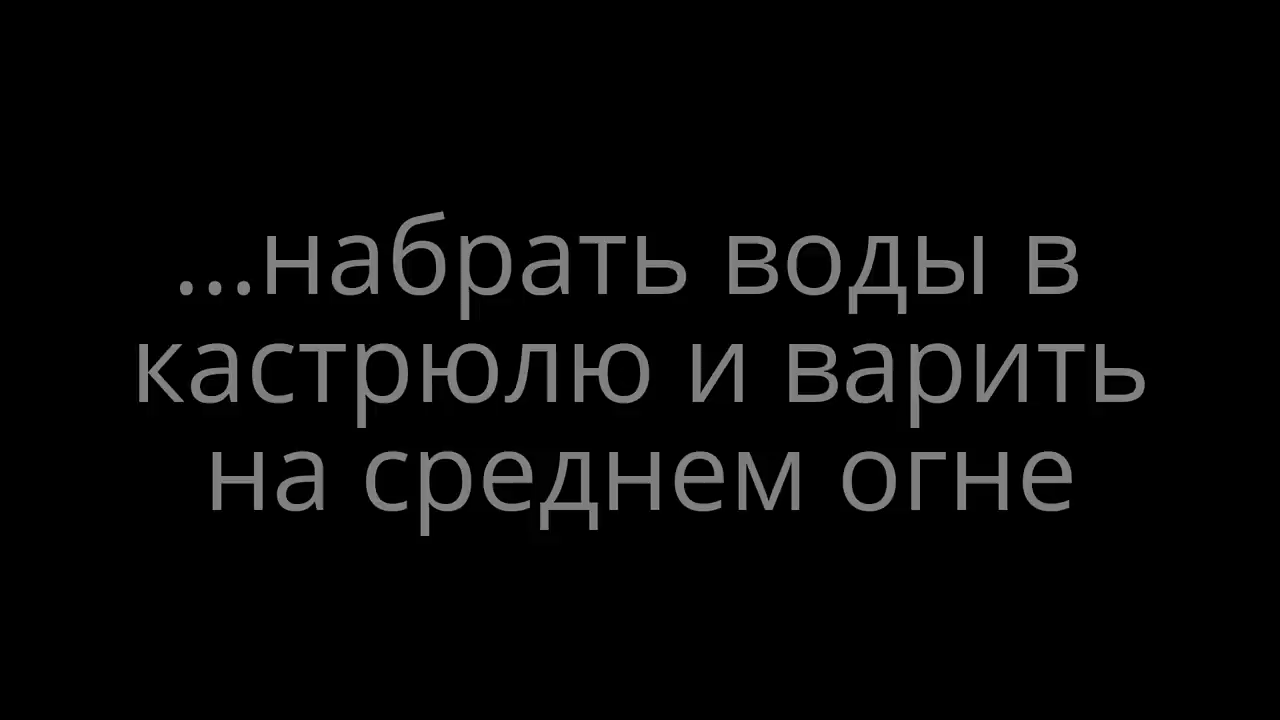 ...набрать воды в
кастрюлю и варить
на среднем огне